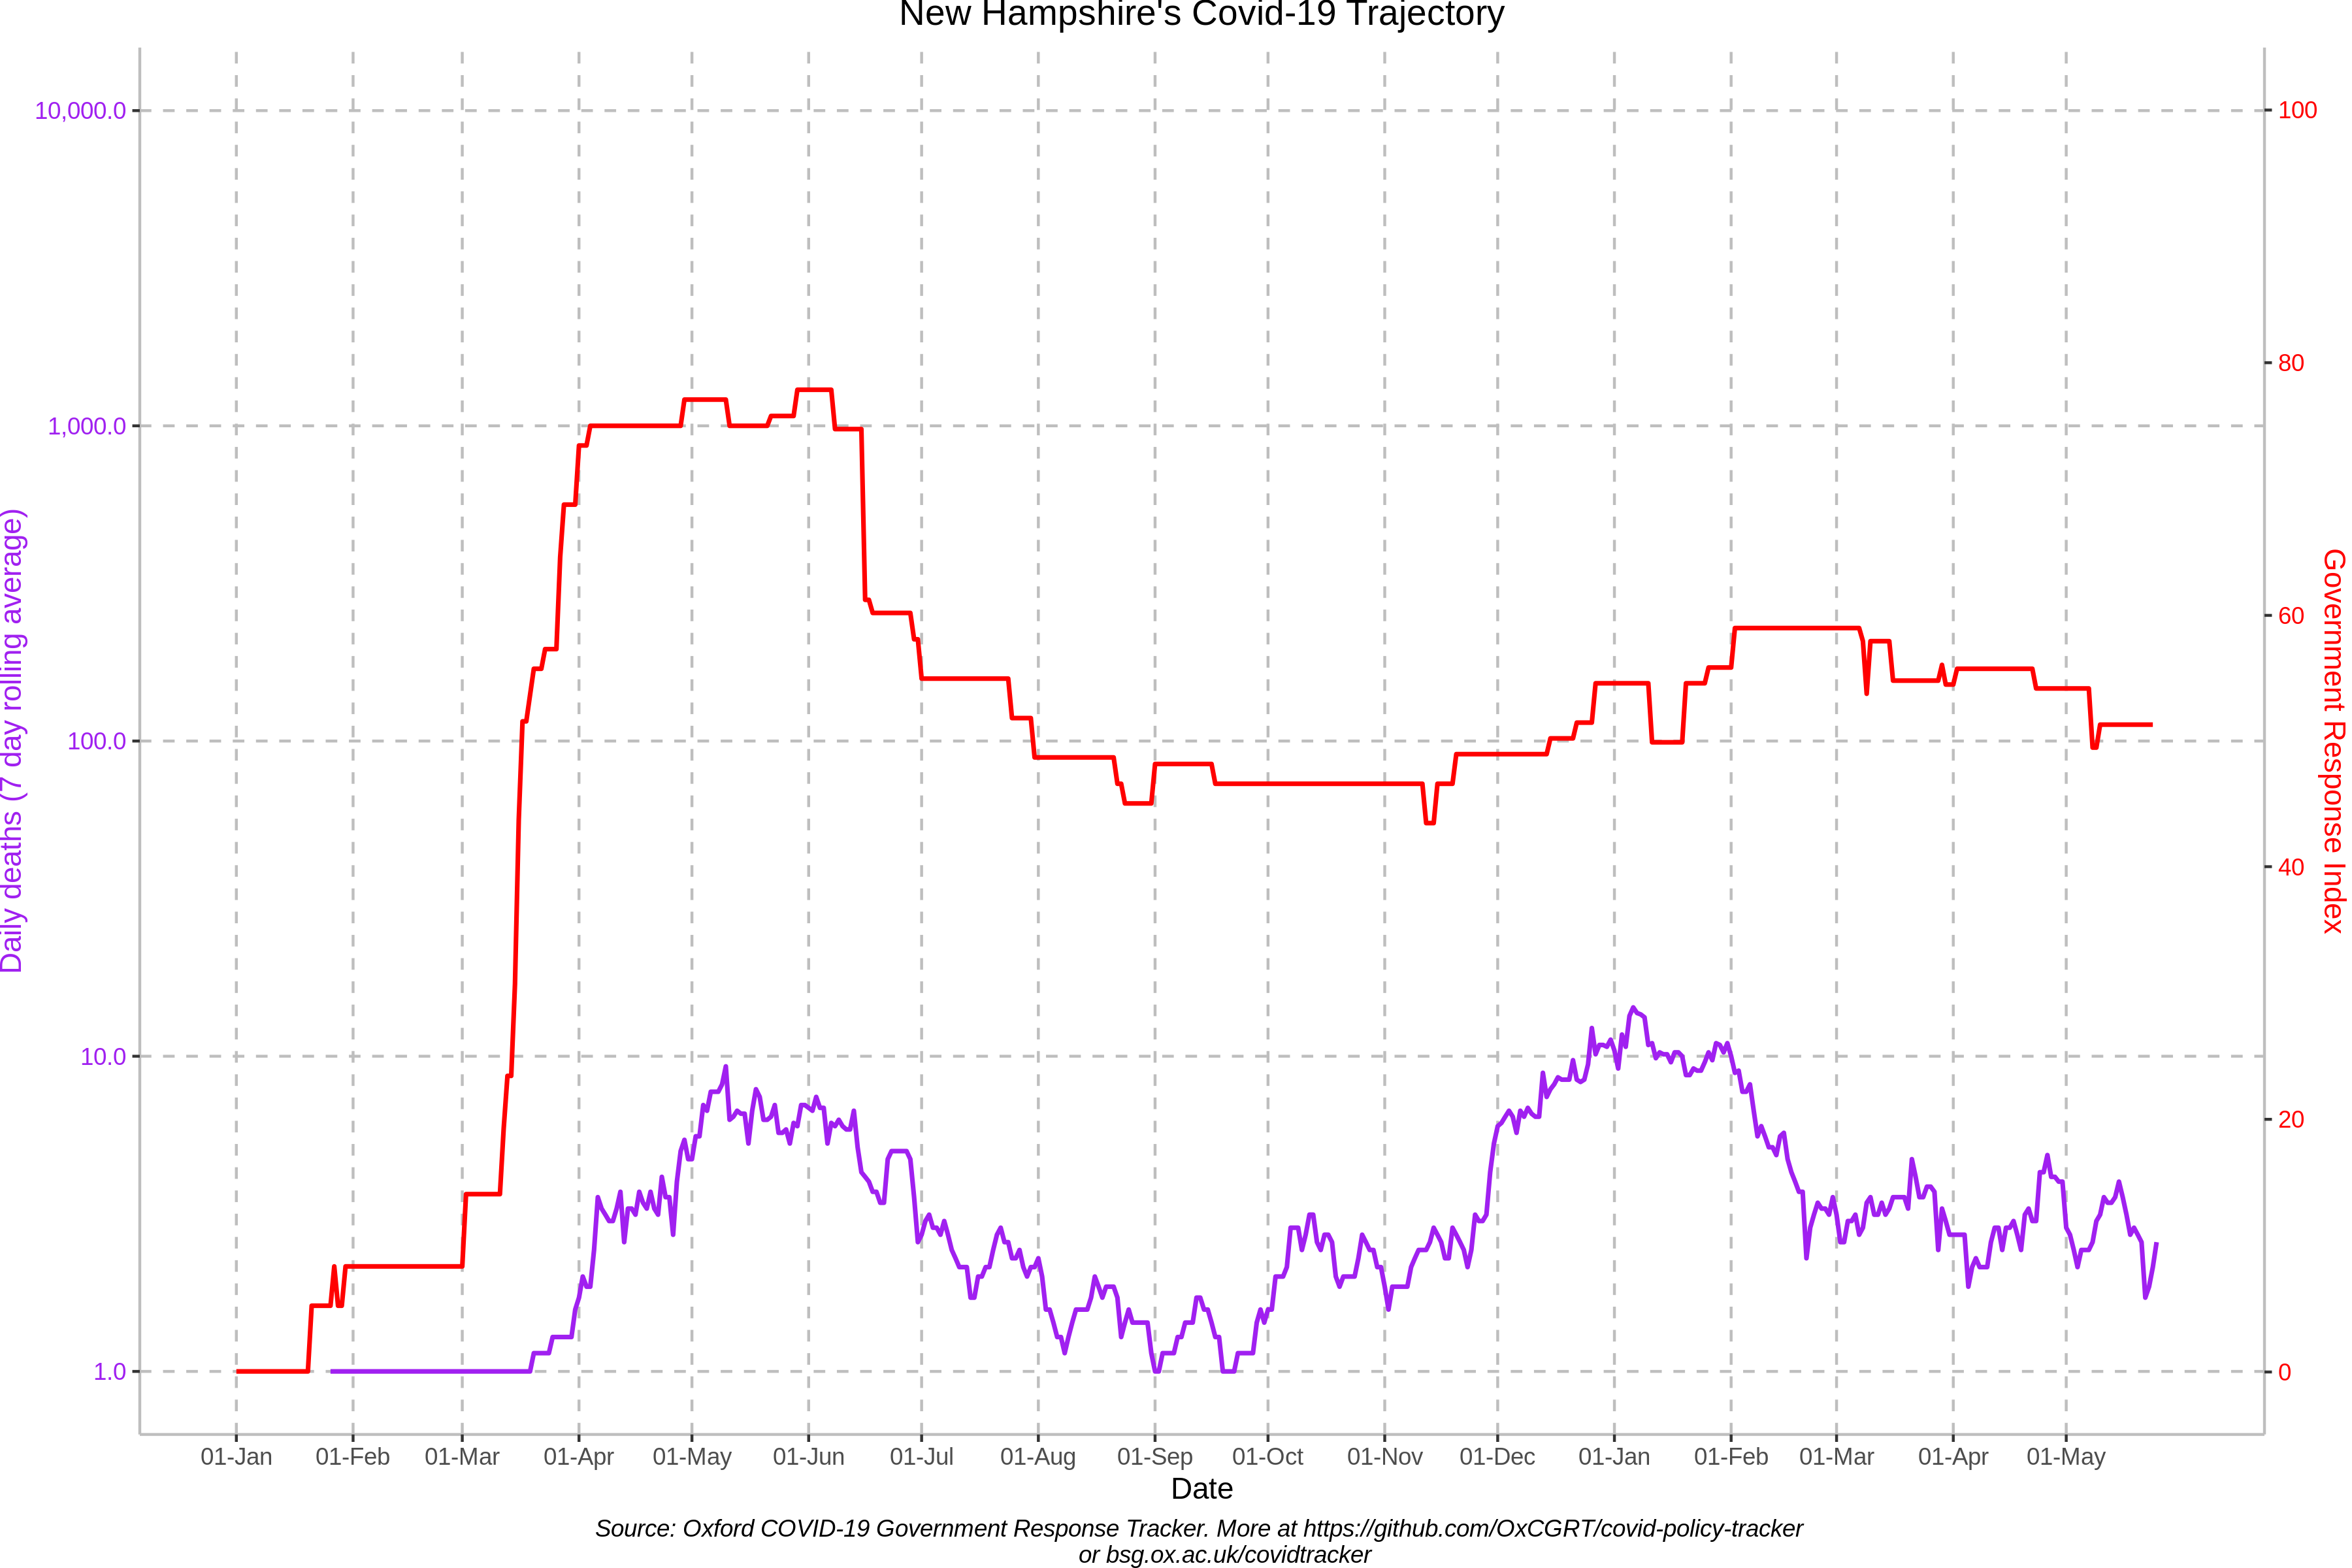 New Hampshire's Covid-19 Trajectory
10,000.0
1,000.0
100.0
10.0
1.0
Daily deaths (7 day rolling average)
100
80
60
40
20
0
Government Response Index
01-Jan 01-Feb 01-Mar 01-Apr 01-May 01-Jun 01-Jul 01-Aug 01-Sep 01-Oct 01-Nov 01-Dec 01-Jan 01-Feb 01-Mar 01-Apr 01-May
Date
Source: Oxford COVID-19 Government Response Tracker. More at https://github.com/OxCGRT/covid-policy-tracker
or bsg.ox.ac.uk/covidtracker